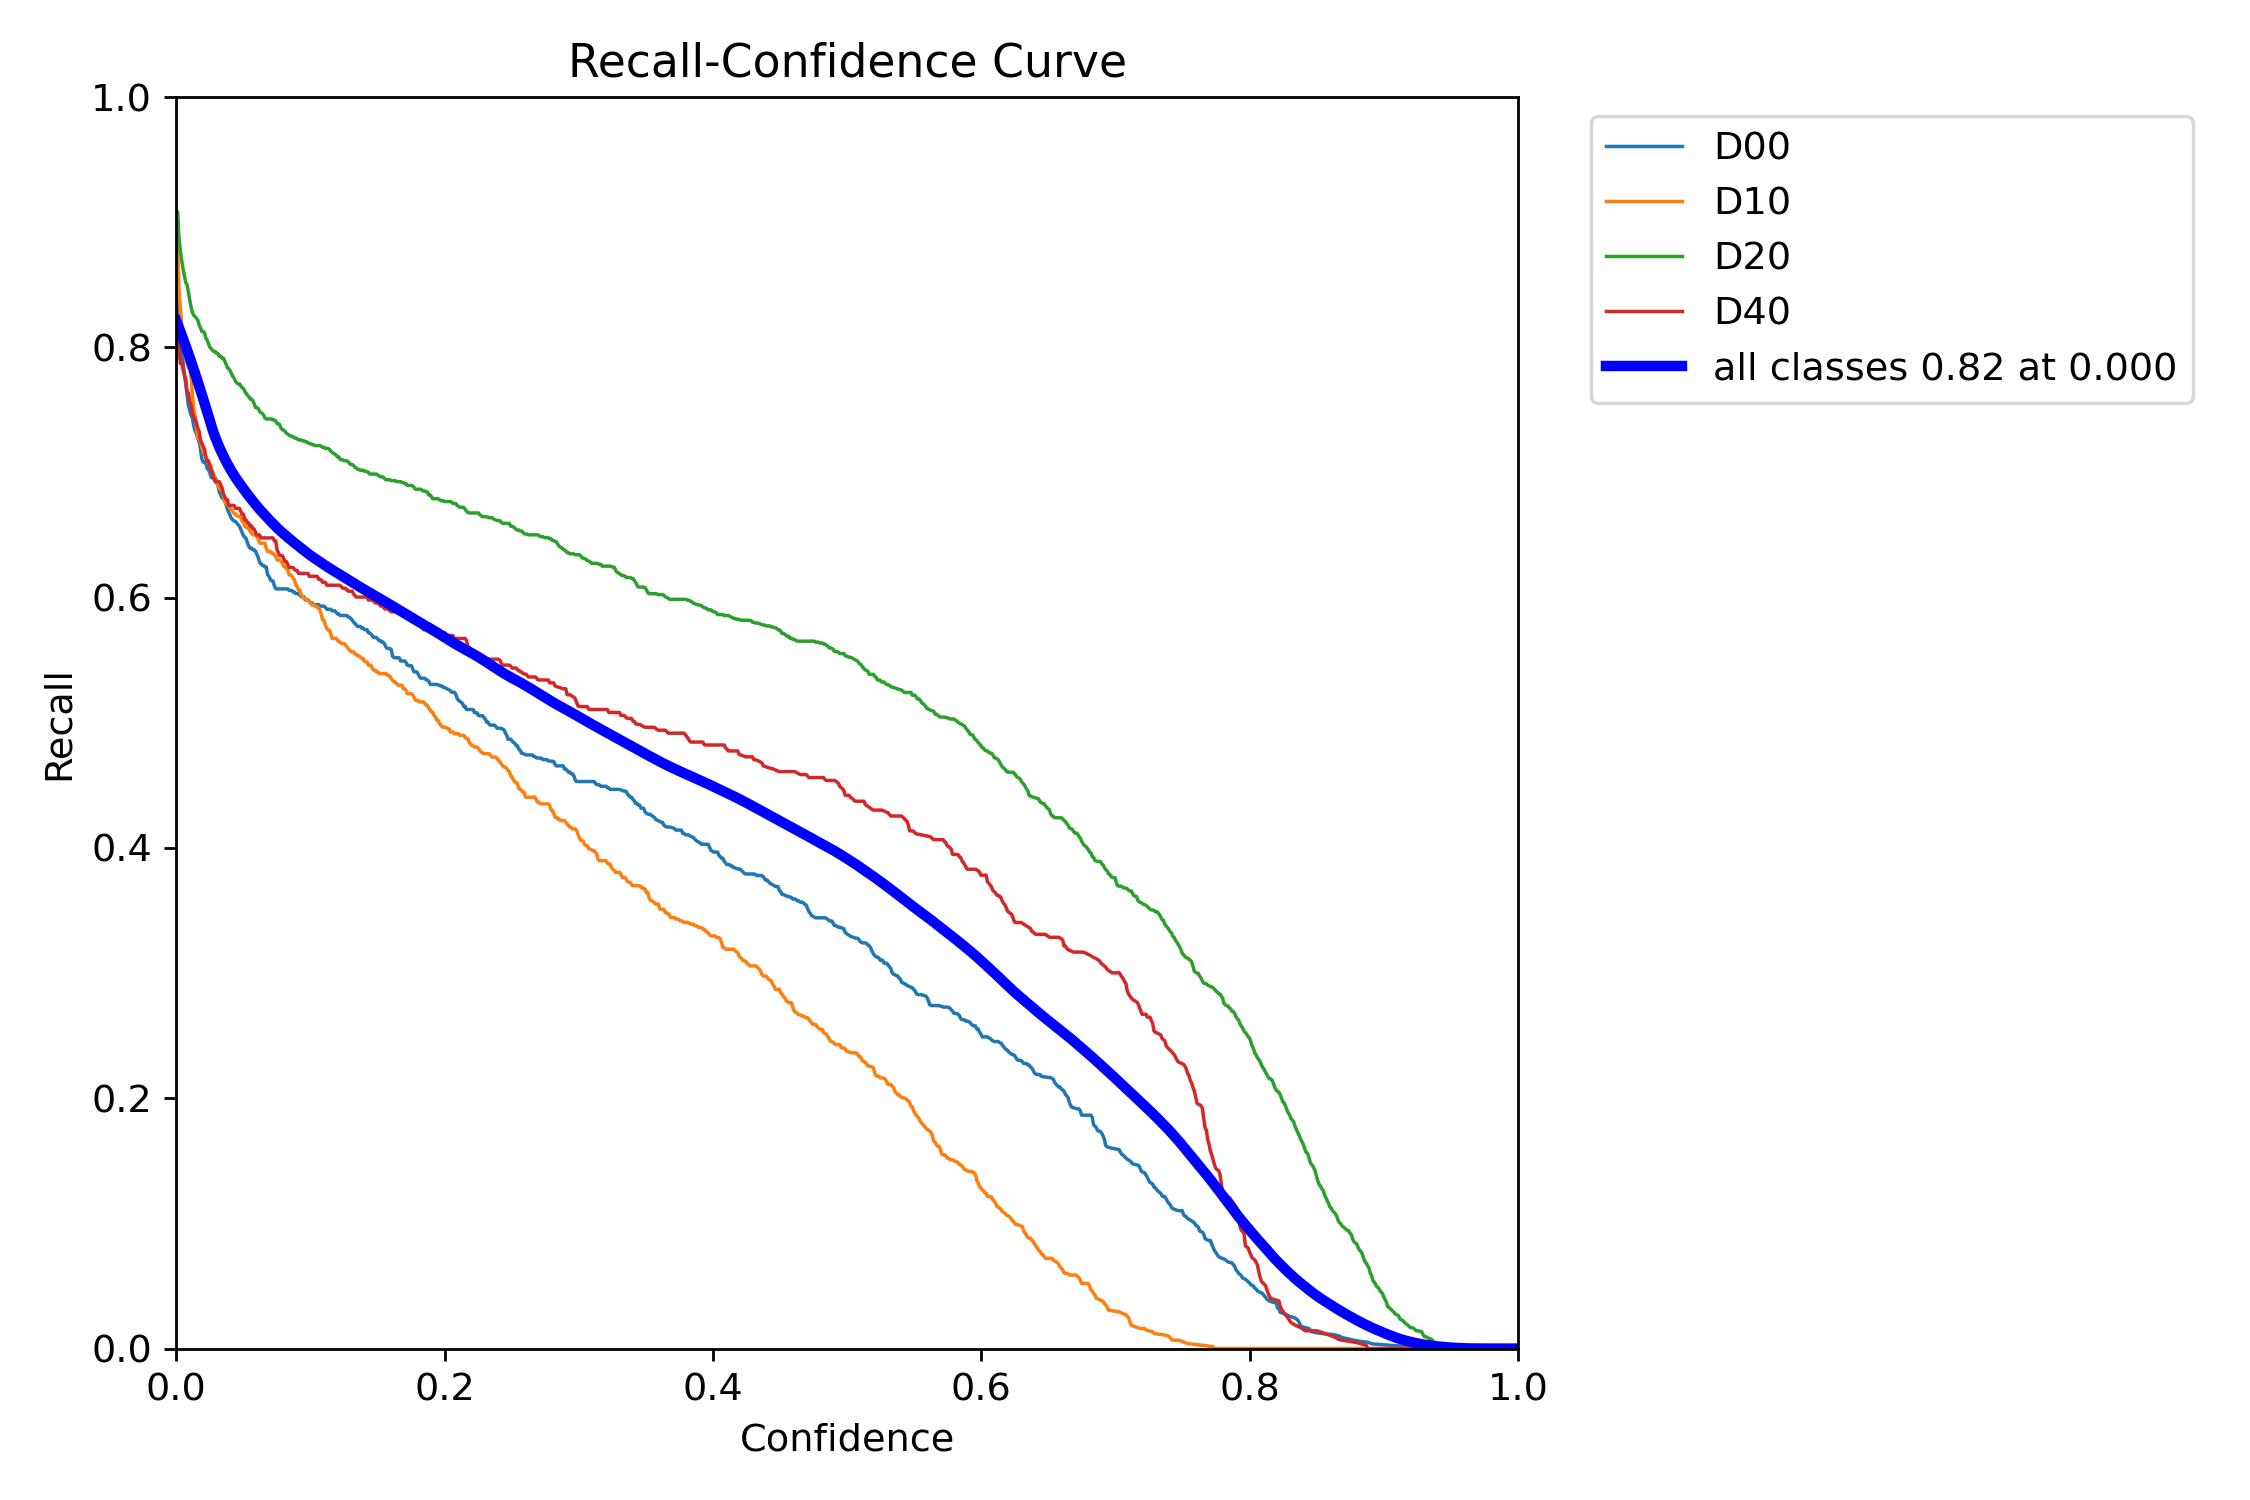 Recall-Confidence Curve
1.0
0.8
0.6
0.4
0.2
0.0
Recall
0.0 0.2 0.4 0.6 0.8 1.0
Confidence
D00
D10
D20
D40
all classes 0.82 at 0.000